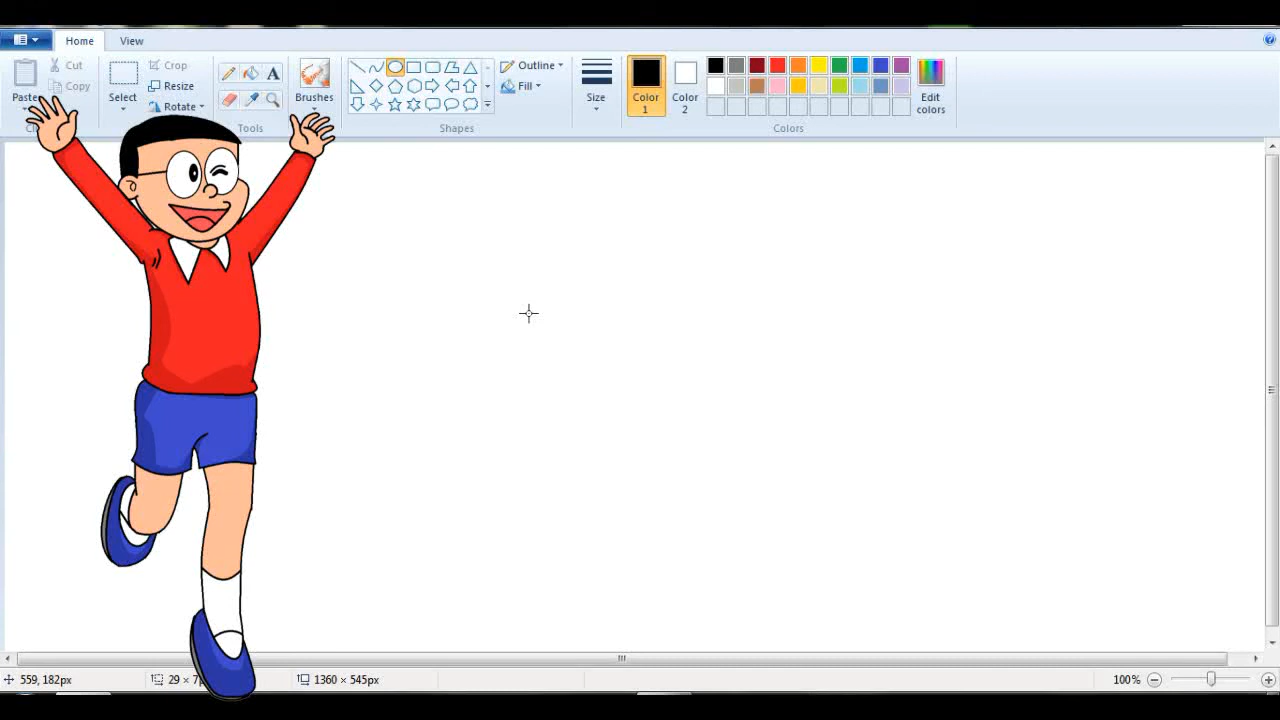 Home View
Paste
Cut
Copy
Select
Crop
Resize
Rotate
A
Tools
Brushes
Shapes
Outline
Fill
Size
Color
1
Color
2
Colors
Edit
colors
559, 182px
1360 × 545px
100%